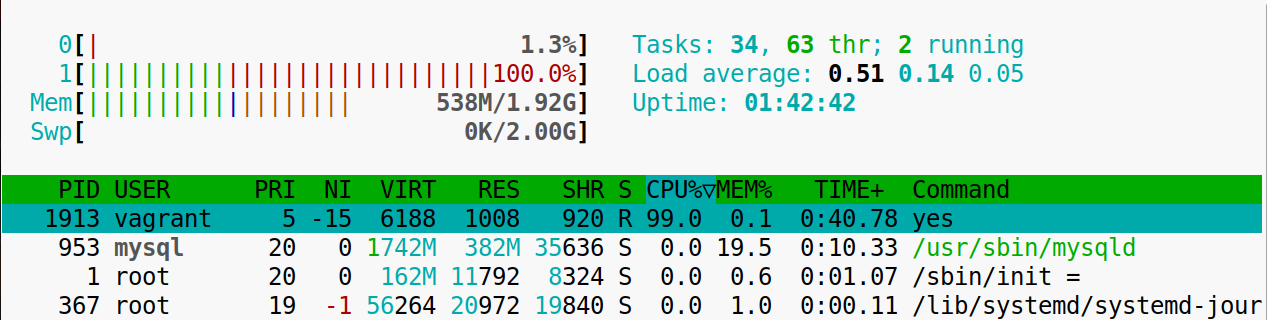 0[| 1.3%] Tasks: 34, 63 thr; 2 running
1[|||||||||||||||||||||||||||||100.0%] Load average: 0.51 0.14 0.05
Mem[||||||||||||||||||| 538M/1.92G] Uptime: 01:42:42
Swp[ 0K/2.00G]
PID USER PRI NI VIRT RES SHR S CPU%▽MEM% TIME+ Command
1913 vagrant 5 -15 6188 1008 920 R 99.0 0.1 0:40.78 yes
953 mysql 20 0 1742M 382M 35636 S 0.0 19.5 0:10.33 /usr/sbin/mysqld
1 root 20 0 162M 11792 8324 S 0.0 0.6 0:01.07 /sbin/init =
367 root 19 -1 56264 20972 19840 S 0.0 1.0 0:00.11 /lib/systemd/systemd-jour